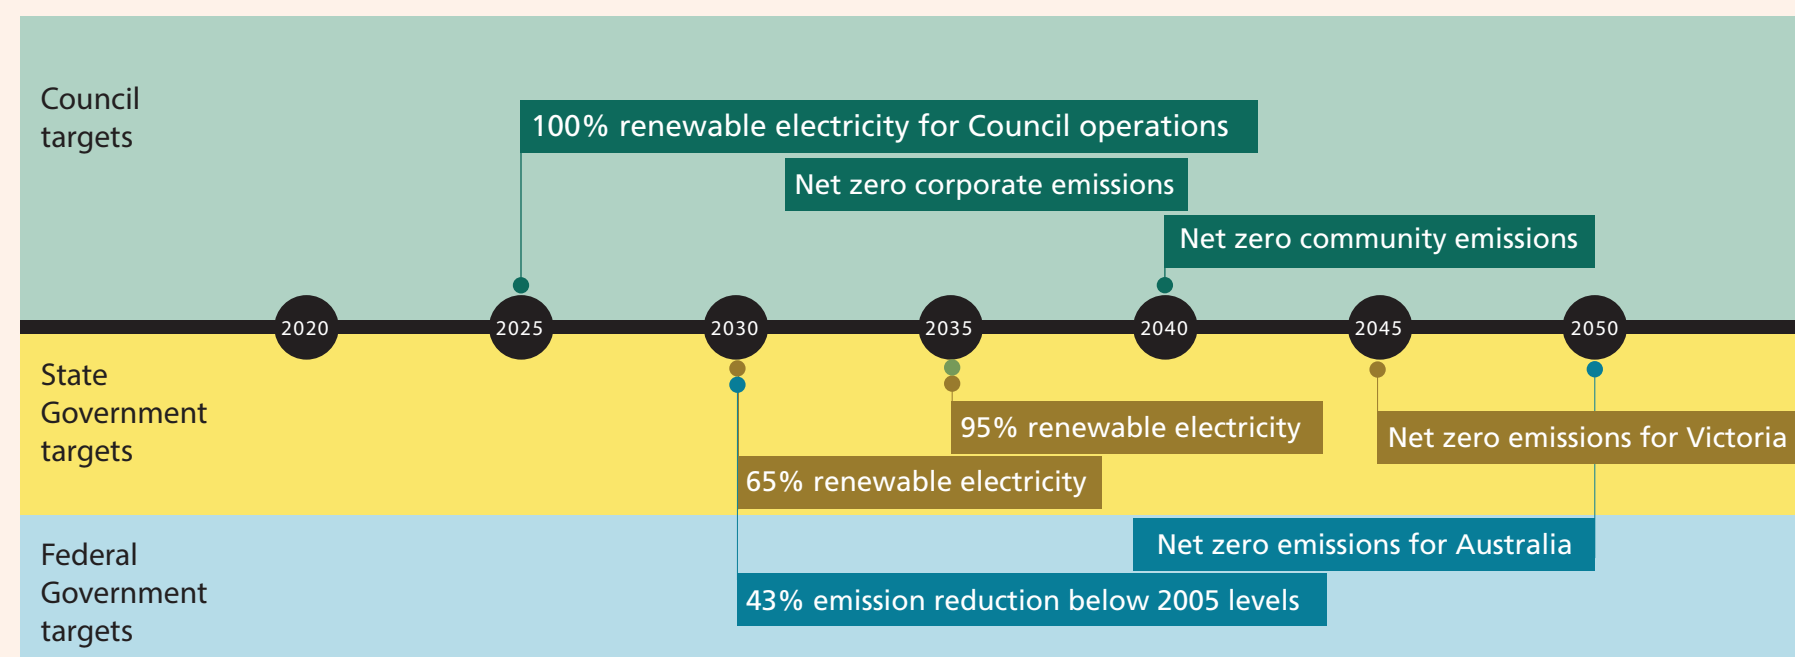 Council
targets
100% renewable electricity for Council operations
Net zero corporate emissions
Net zero community emissions
2020 2025 2030 2035 2040 2045 2050
State
Government
targets
95% renewable electricity
Net zero emissions for Victoria
65% renewable electricity
Federal
Government
targets
Net zero emissions for Australia
43% emission reduction below 2005 levels